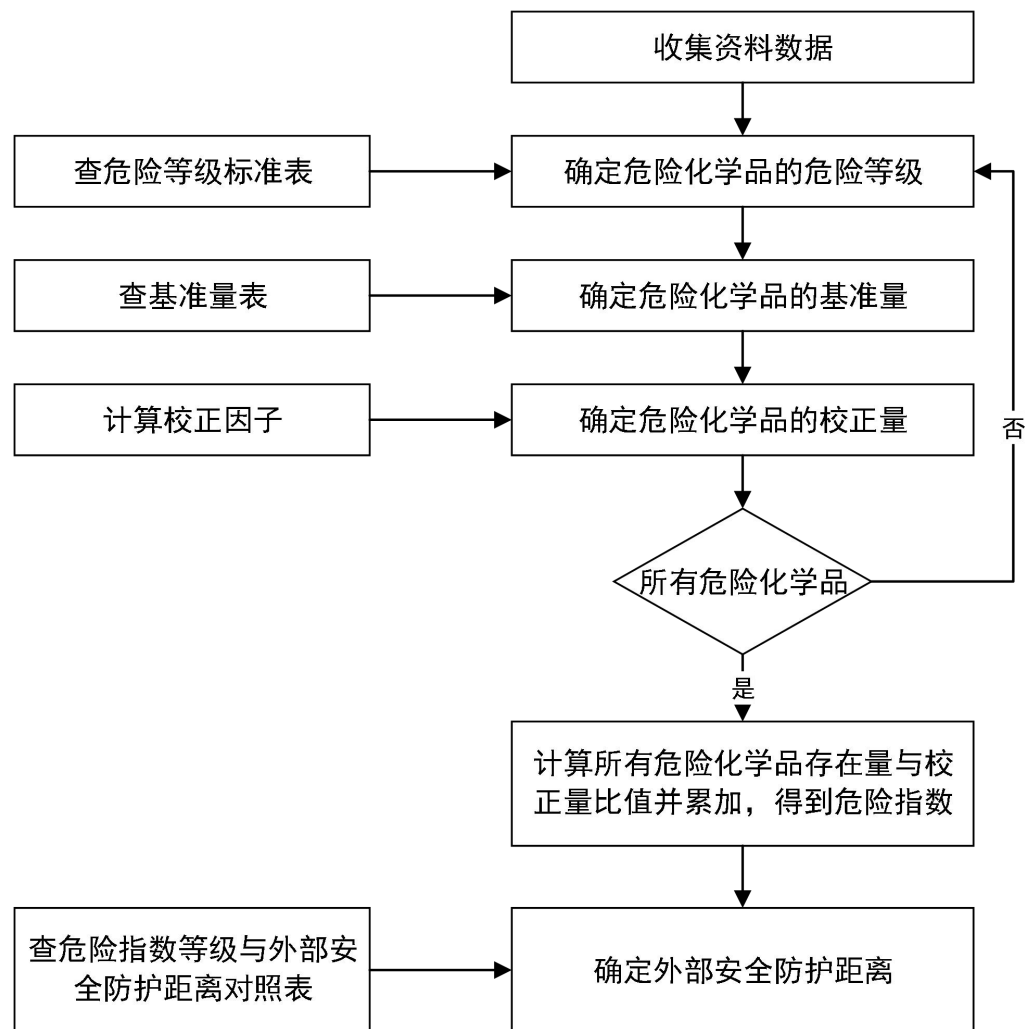 收集资料数据
查危险等级标准表
确定危险化学品的危险等级
查基准量表
确定危险化学品的基准量
计算校正因子
确定危险化学品的校正量
否
所有危险化学品
是
计算所有危险化学品存在量与校
正量比值并累加，得到危险指数
查危险指数等级与外部安
全防护距离对照表
确定外部安全防护距离